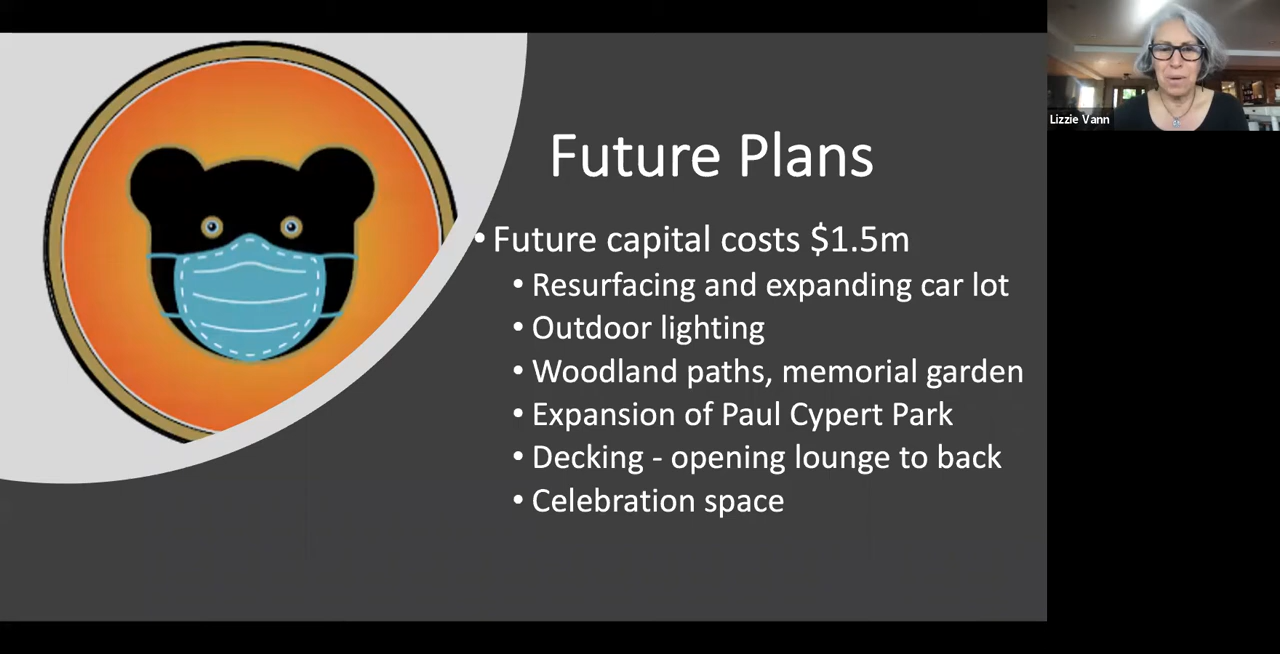 Lizzie Vann
Future Plans
• Future capital costs $1.5m
• Resurfacing and expanding car lot
• Outdoor lighting
• Woodland paths, memorial garden
• Expansion of Paul Cypert Park
• Decking - opening lounge to back
• Celebration space